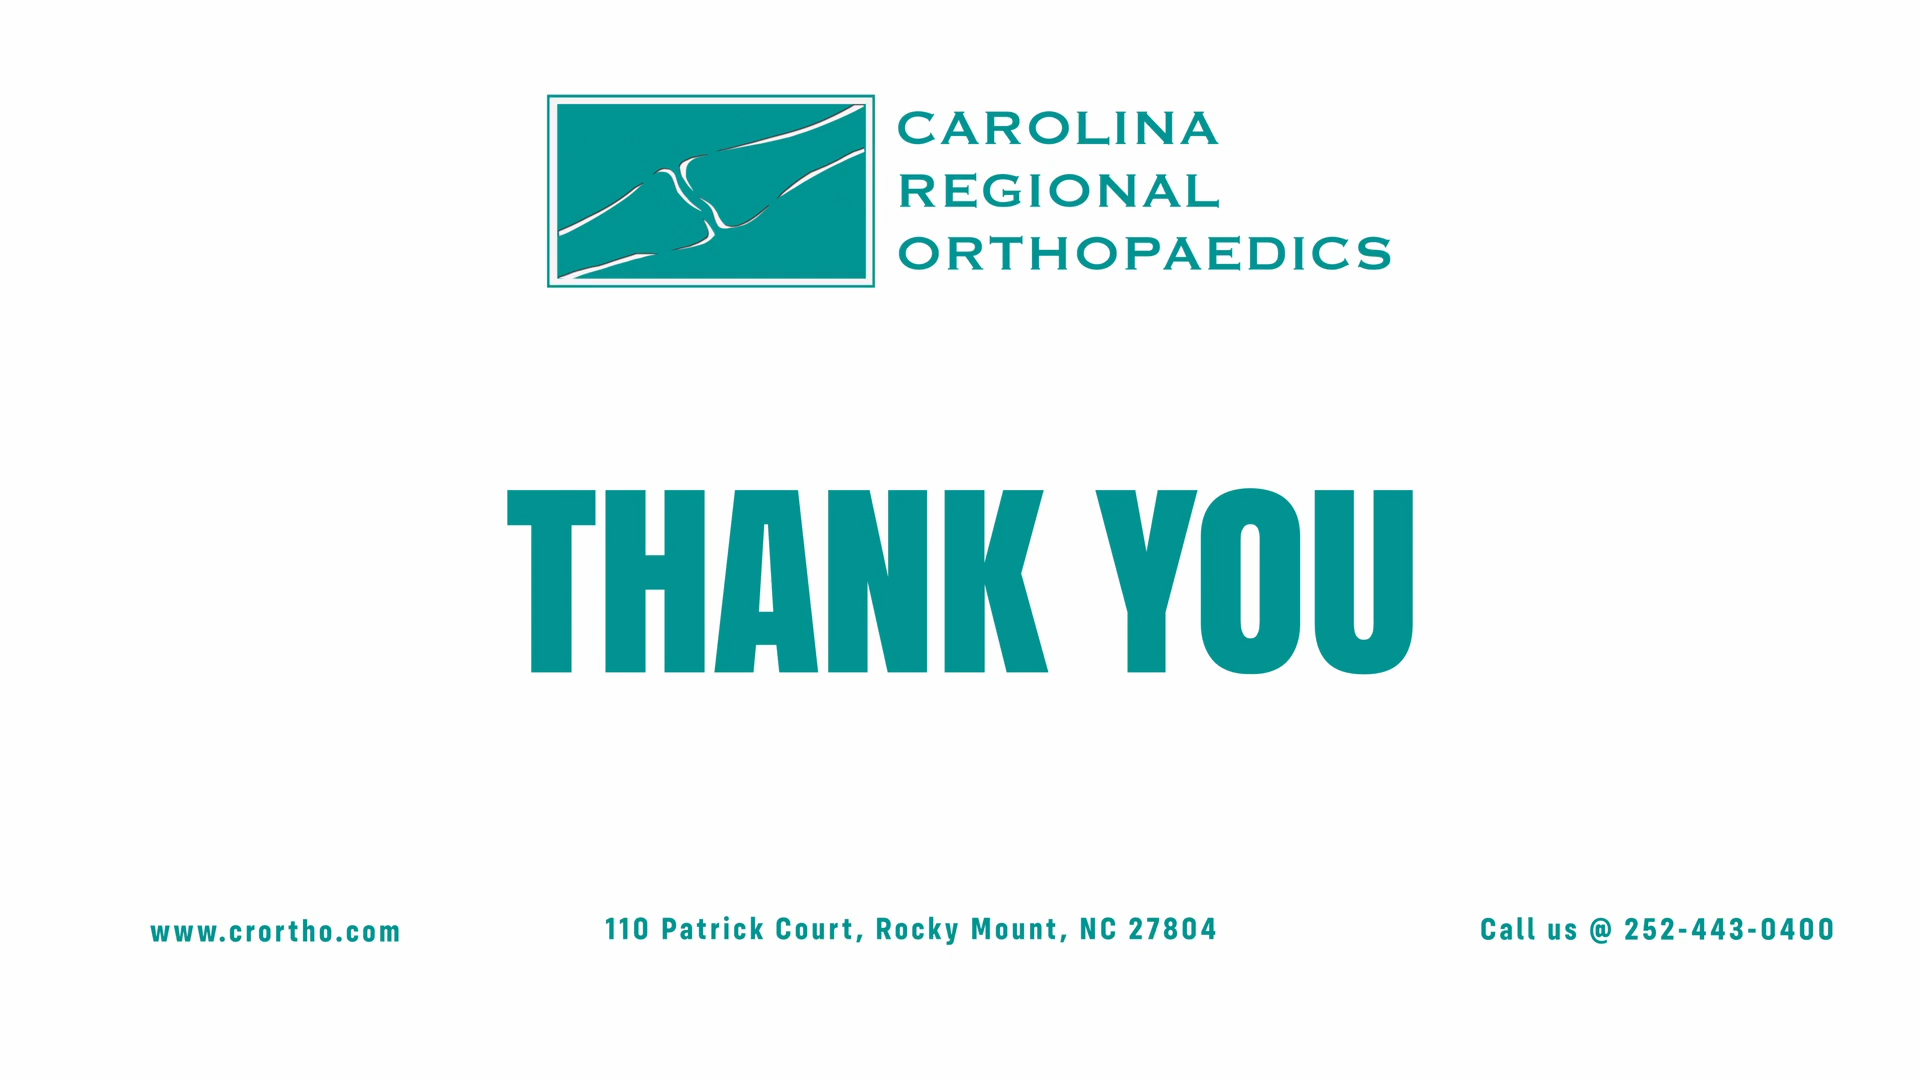 CAROLINA
REGIONAL
ORTHOPAEDICS
THANK YOU
www.crortho.com
110 Patrick Court, Rocky Mount, NC 27804
Call us @ 252-443-0400